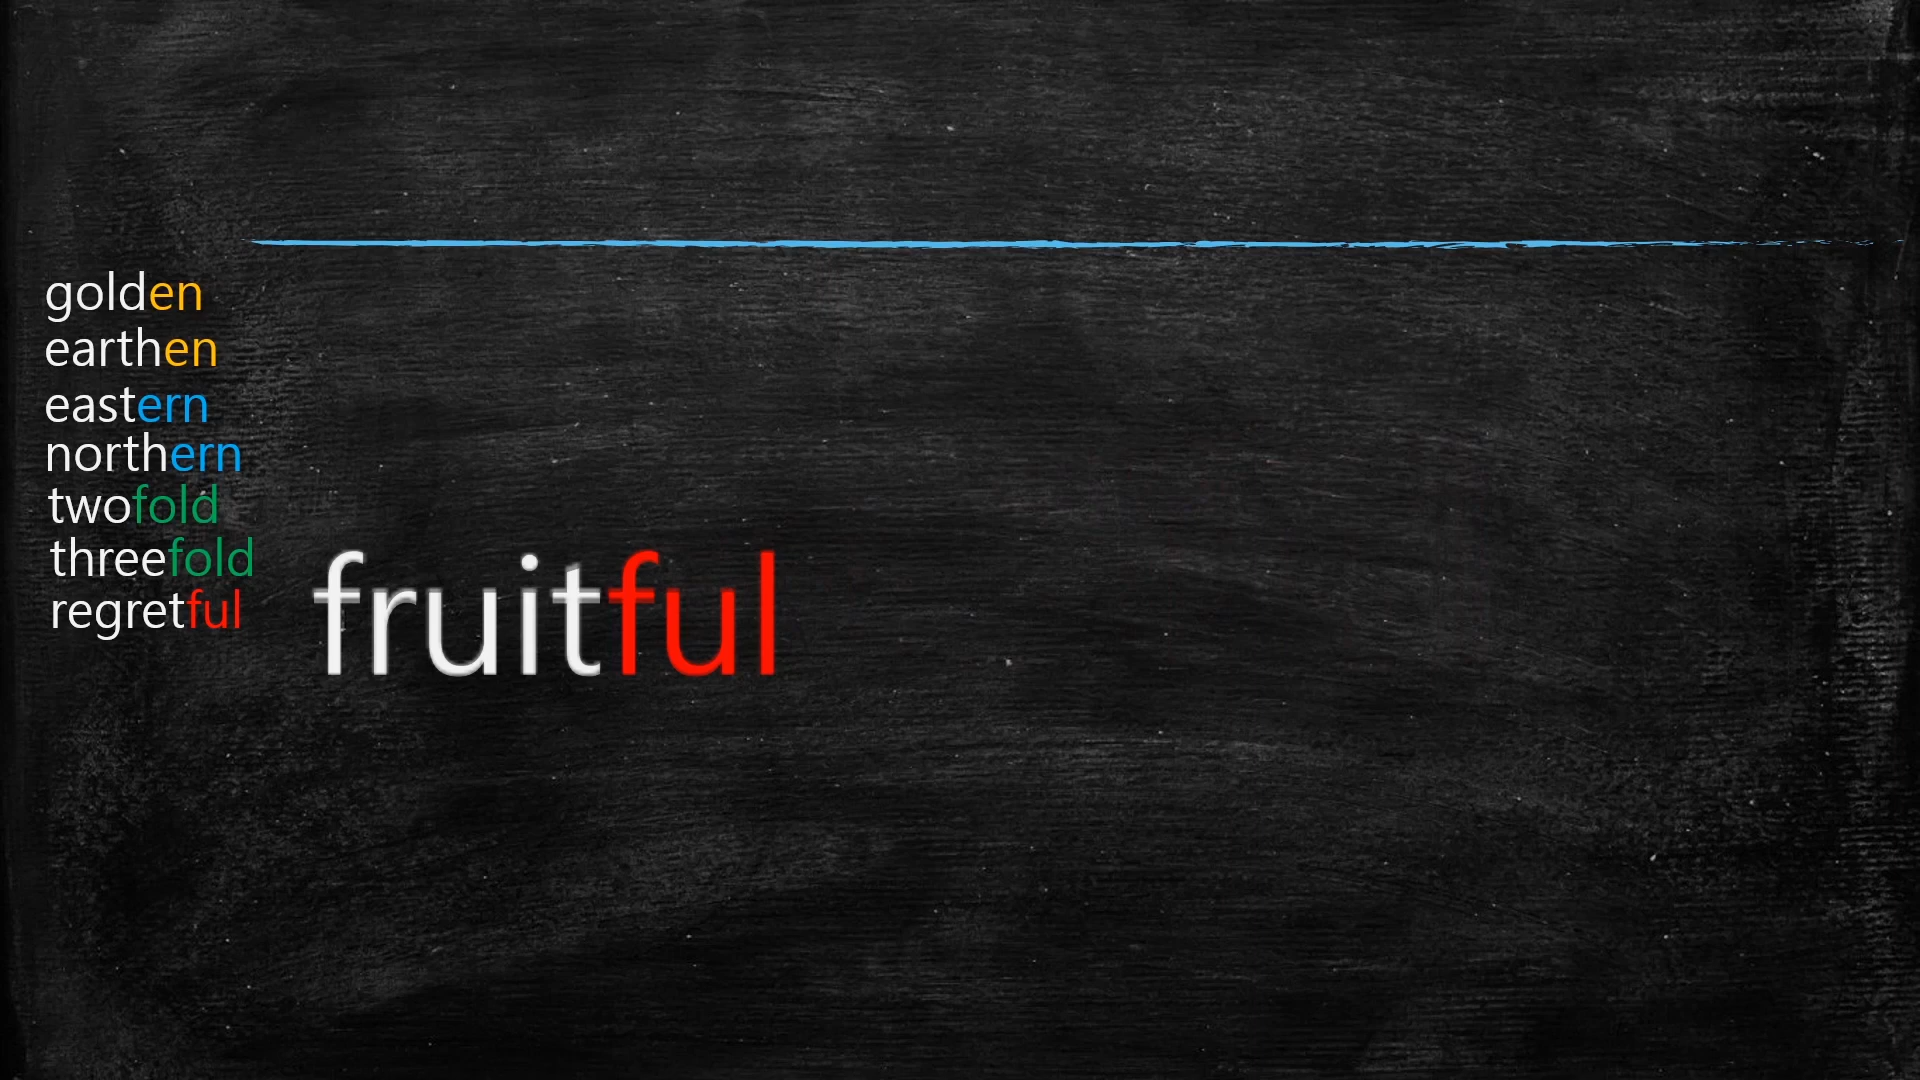 golden
earthen
eastern
northern
twofold
threefold
regretful
fruitful